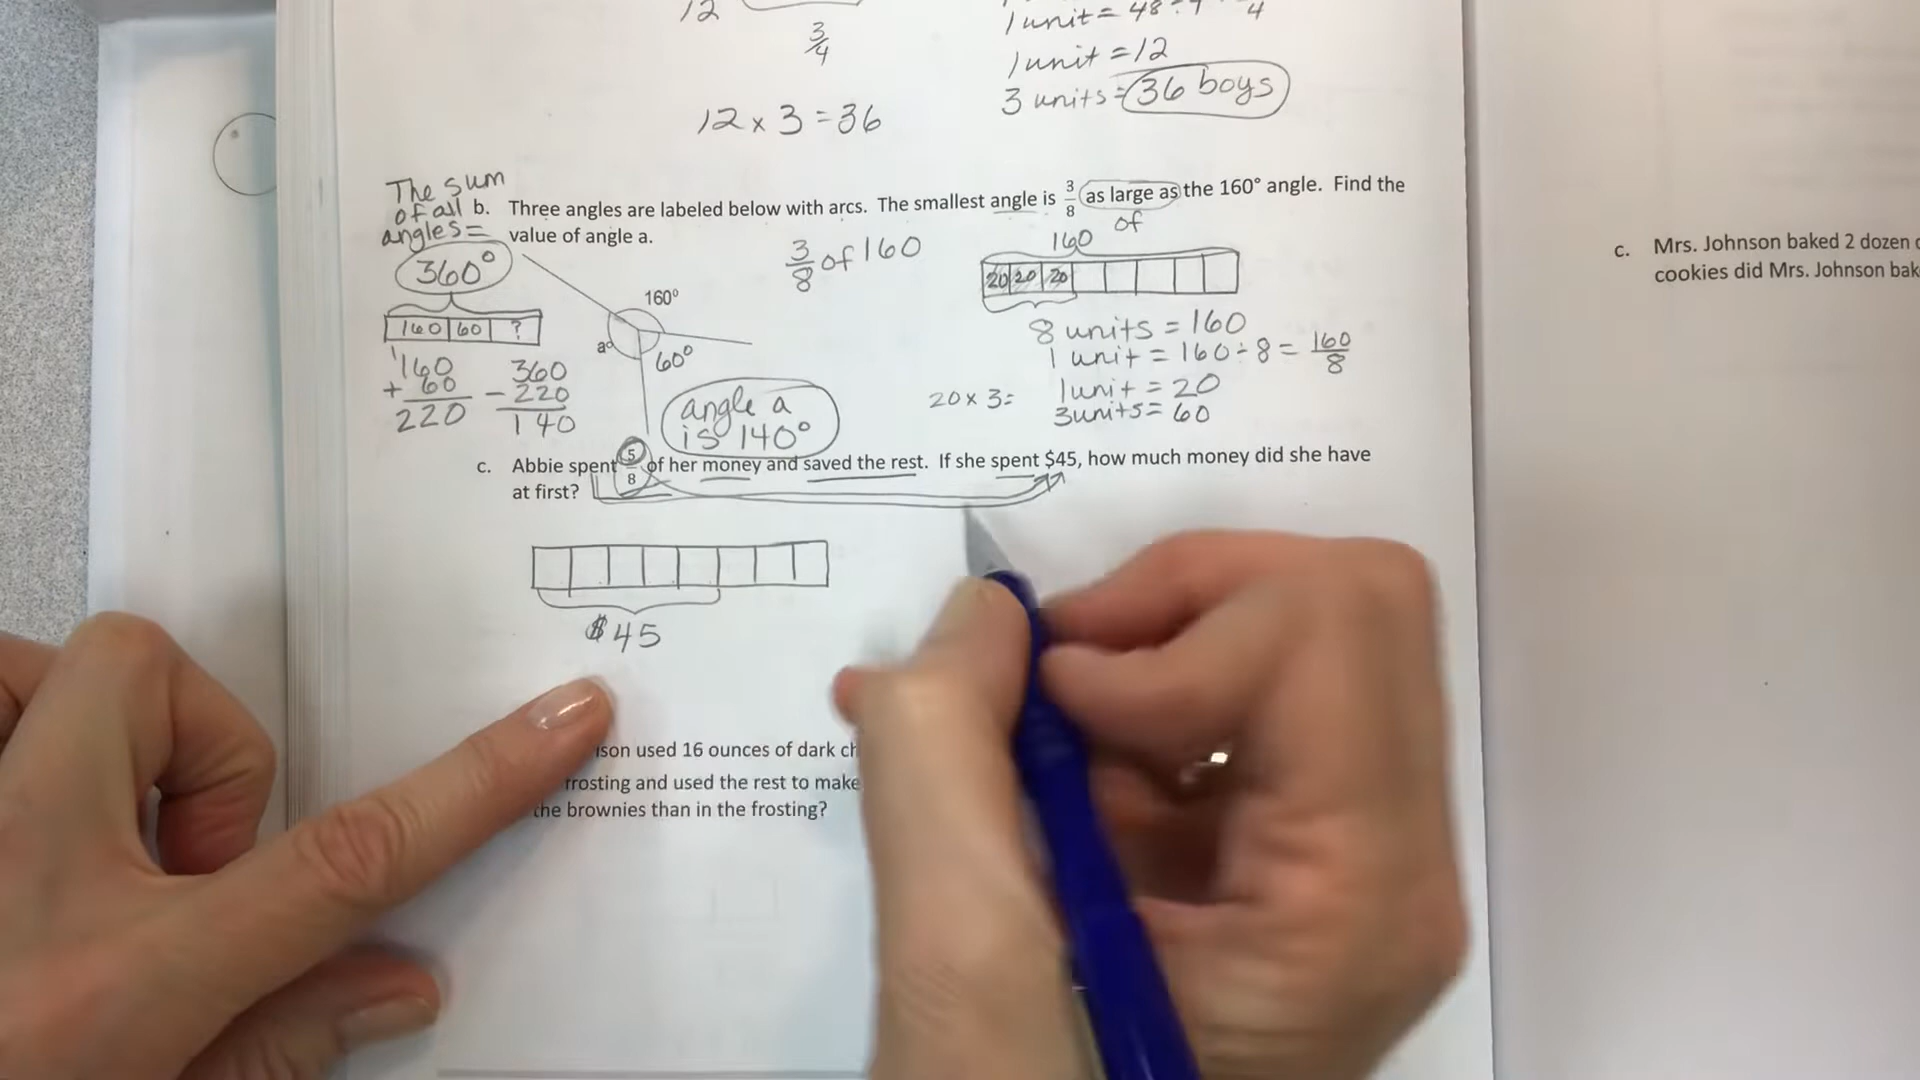 12
3/4
12 x 3 = 36
1 unit = 48 ÷
4
1 unit = 12
3 units = 36 boys
The sum of all angles =
360°
b. Three angles are labeled below with arcs. The smallest angle is 3/8 as large as the 160° angle. Find the
value of angle a.
of
3/8 of 160
160
20 20 20
160 60 ?
160°
a°
60°
1
160
+ 60
220
360
- 220
140
angle a
is 140°
8 units = 160
1 unit = 160 ÷ 8 = 160/8
20 x 3 =
1 unit = 20
3 units = 60
c. Abbie spent 5/8 of her money and saved the rest. If she spent $45, how much money did she have
at first?
$45
son used 16 ounces of dark
frosting and used the rest to make
the brownies than in the frosting?
c. Mrs. Johnson baked 2 dozen
cookies did Mrs. Johnson